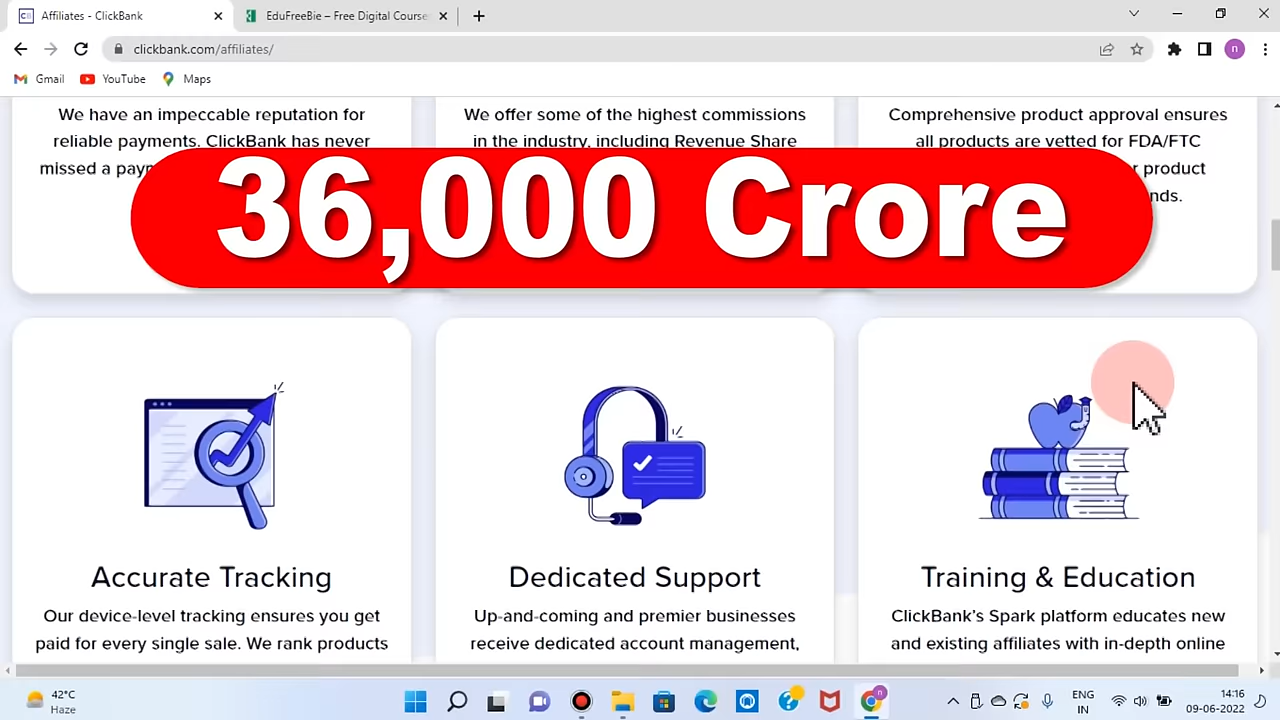 Affiliates - ClickBank
EduFreeBie – Free Digital Course
clickbank.com/affiliates/
n
Gmail
YouTube
Maps
We have an impeccable reputation for
reliable payments. ClickBank has never
missed a paym
We offer some of the highest commissions
in the industry, including Revenue Share
Comprehensive product approval ensures
all products are vetted for FDA/FTC
r product
nds.
36,000 Crore
Accurate Tracking
Our device-level tracking ensures you get
paid for every single sale. We rank products
Dedicated Support
Up-and-coming and premier businesses
receive dedicated account management,
Training & Education
ClickBank’s Spark platform educates new
and existing affiliates with in-depth online
42°C
Haze
ENG
IN
14:16
09-06-2022